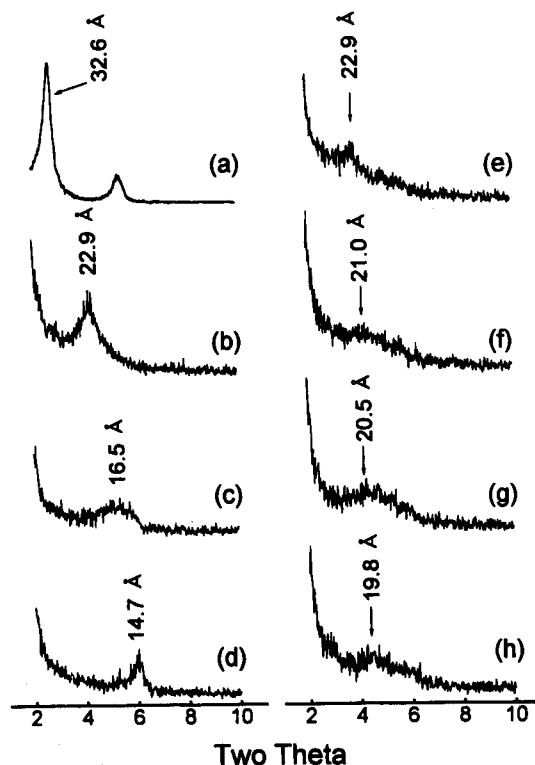 32.6 Å
(a)
22.9 Å
(b)
16.5 Å
(c)
14.7 Å
(d)
2 4 6 8 10
22.9 Å
(e)
21.0 Å
(f)
20.5 Å
(g)
19.8 Å
(h)
2 4 6 8 10
Two Theta